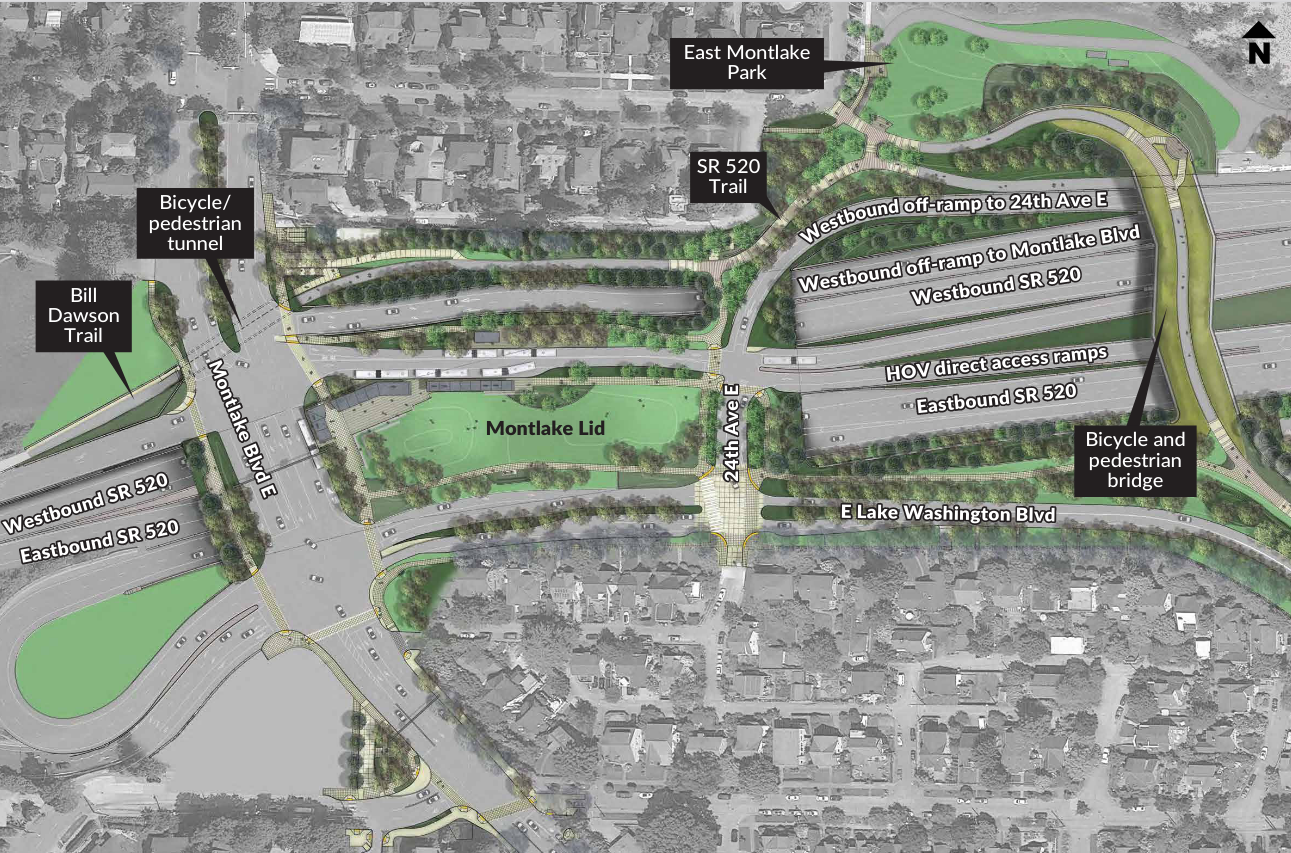 East Montlake
Park
N
SR 520
Trail
Bicycle/
pedestrian
tunnel
Westbound off-ramp to 24th Ave E
Westbound off-ramp to Montlake Blvd
Westbound SR 520
Bill
Dawson
Trail
HOV direct access ramps
Eastbound SR 520
Montlake Blvd E
Montlake Lid
24th Ave E
Bicycle and
pedestrian
bridge
Westbound SR 520
Eastbound SR 520
E Lake Washington Blvd